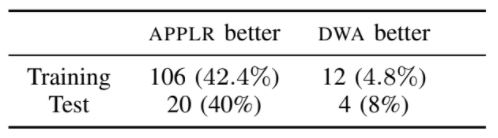 APPLR better DWA better
Training 106 (42.4%) 12 (4.8%)
Test 20 (40%) 4 (8%)